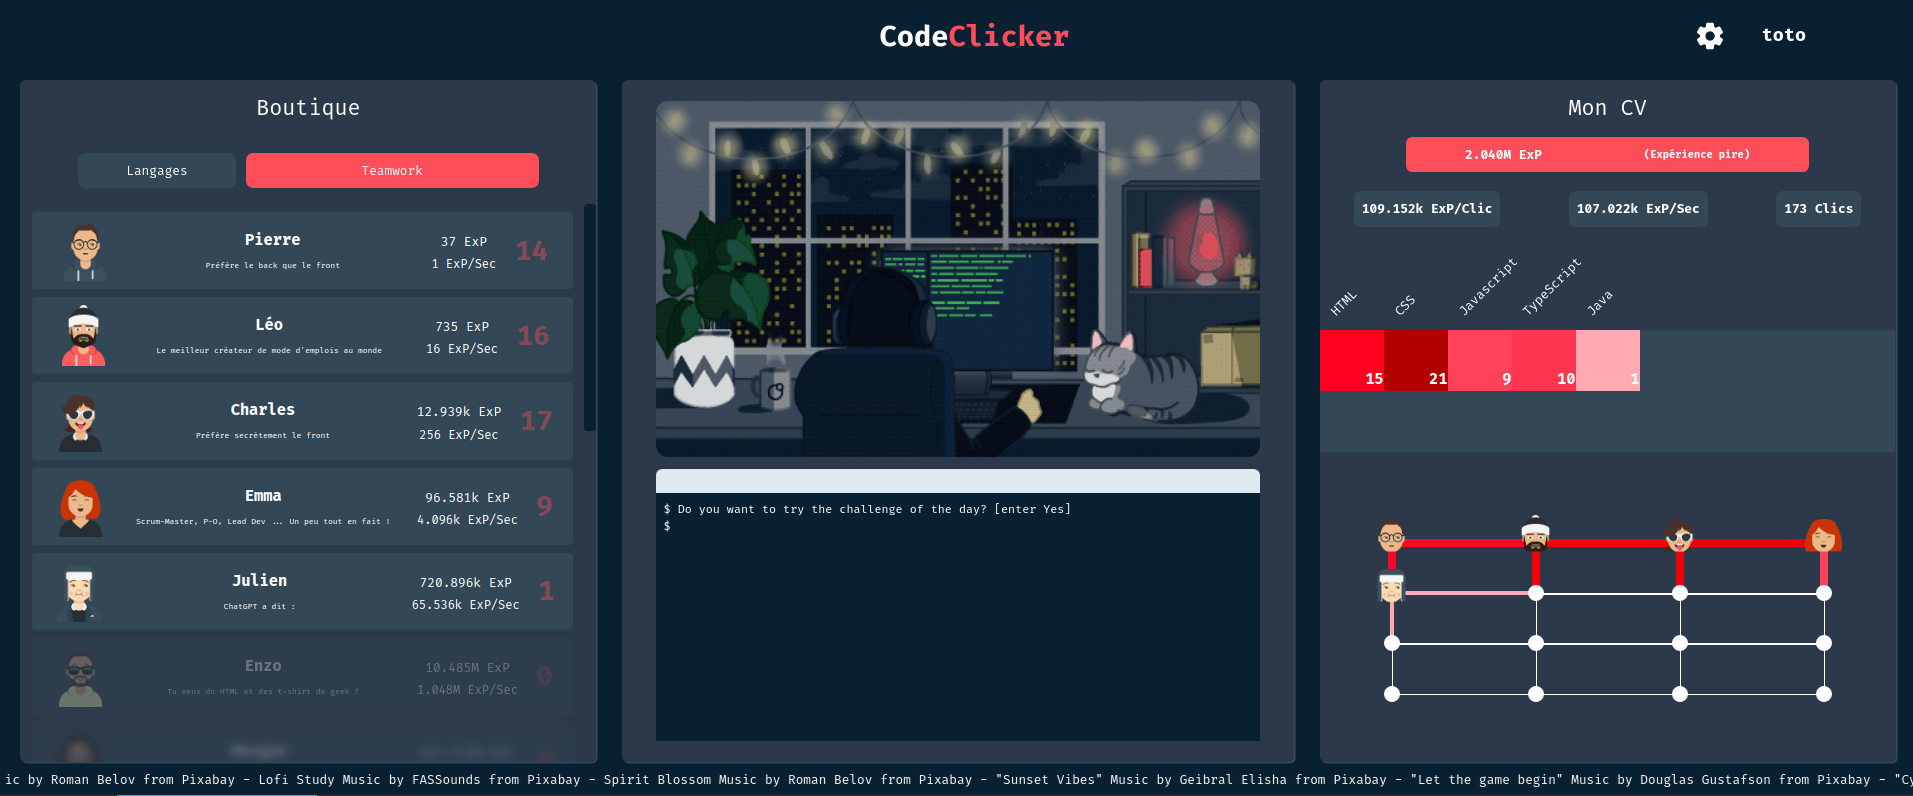 CodeClicker
toto
Boutique
Langages
Teamwork
Pierre
Préfère le back que le front
37 ExP
1 ExP/Sec
14
Léo
Le meilleur créateur de mode d'emplois au monde
735 ExP
16 ExP/Sec
16
Charles
Préfère secrètement le front
12.939k ExP
256 ExP/Sec
17
Emma
Scrum-Master, P-O, Lead Dev ... Un peu tout en fait !
96.581k ExP
4.096k ExP/Sec
9
Julien
ChatGPT a dit :
720.896k ExP
65.536k ExP/Sec
1
Enzo
Tu veux du HTML et des t-shirt de geek ?
10.485M ExP
1.048M ExP/Sec
0
$ Do you want to try the challenge of the day? [enter Yes]
$
Mon CV
2.040M ExP
(Expérience pire)
109.152k ExP/Clic
107.022k ExP/Sec
173 Clics
HTML
CSS
Javascript
TypeScript
Java
15
21
9
10
1
ic by Roman Belov from Pixabay - Lofi Study Music by FASSounds from Pixabay - Spirit Blossom Music by Roman Belov from Pixabay - "Sunset Vibes" Music by Geibral Elisha from Pixabay - "Let the game begin" Music by Douglas Gustafson from Pixabay - "Cy